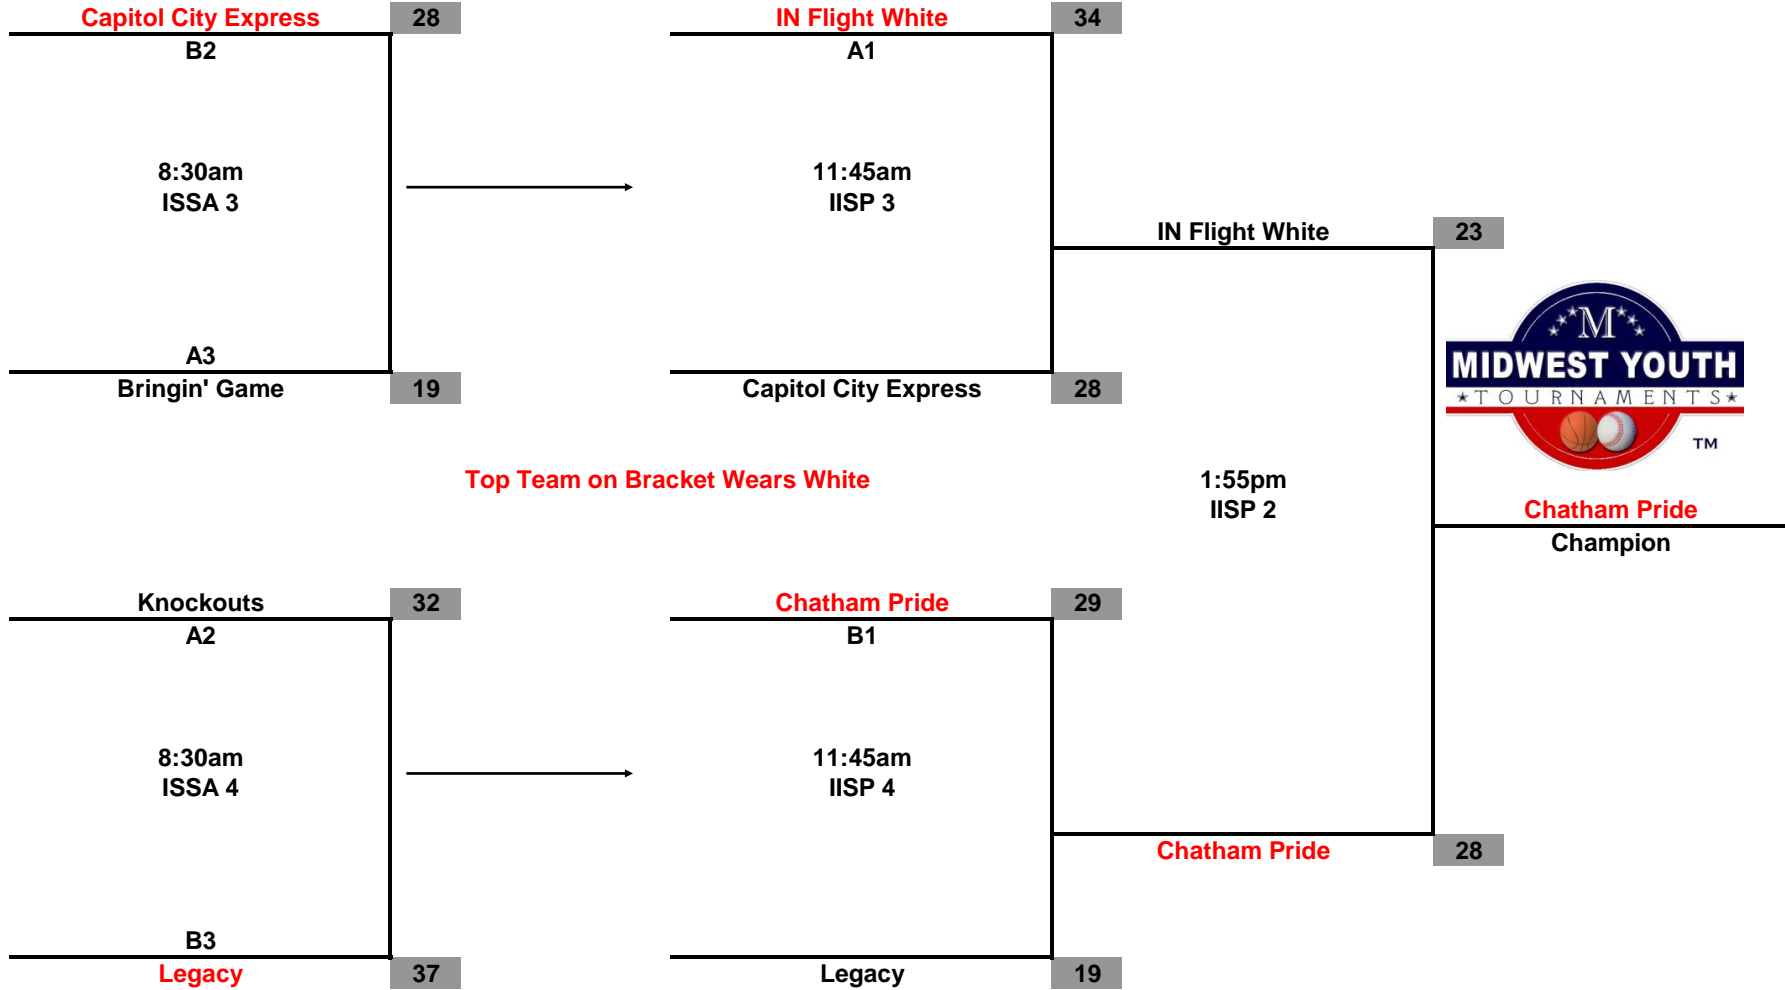 Capitol City Express 28
B2
8:30am
ISSA 3
A3
Bringin' Game 19
IN Flight White 34
A1
11:45am
IISP 3
Capitol City Express 28
IN Flight White 23
M
MIDWEST YOUTH
TOURNAMENTS
TM
Top Team on Bracket Wears White
1:55pm
IISP 2
Chatham Pride
Champion
Knockouts 32
A2
8:30am
ISSA 4
B3
Legacy 37
Chatham Pride 29
B1
11:45am
IISP 4
Legacy 19
Chatham Pride 28